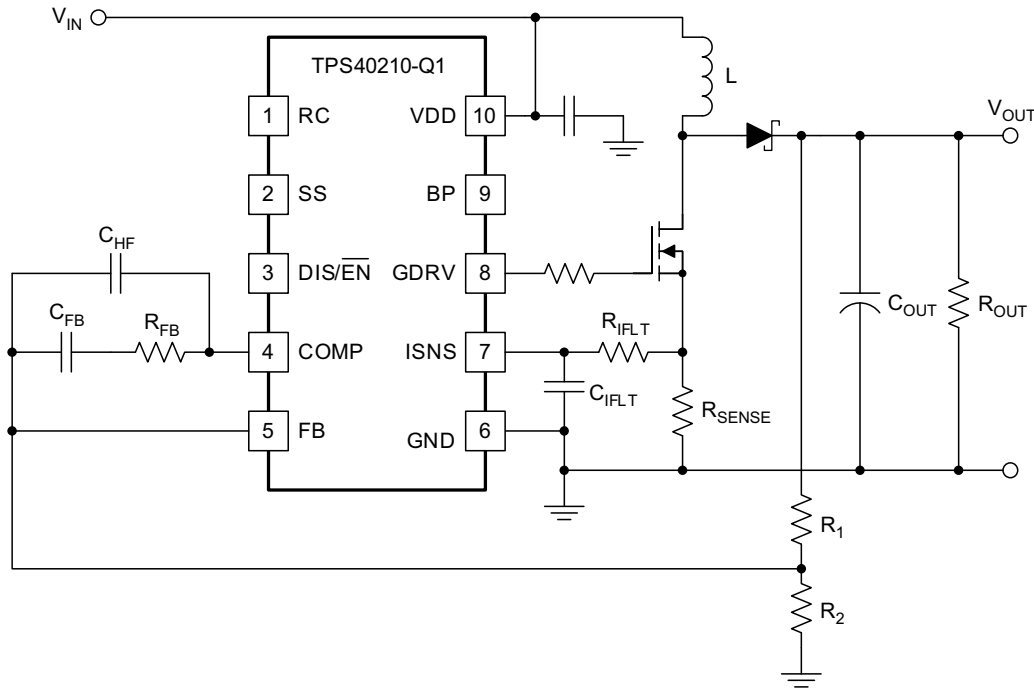 V_IN
TPS40210-Q1
L
1 RC
VDD 10
V_OUT
2 SS
BP 9
C_HF
3 DIS/E̅N̅
GDRV 8
C_FB
R_FB
R_IFLT
C_OUT
R_OUT
4 COMP
ISNS 7
C_IFLT
R_SENSE
5 FB
GND 6
R_1
R_2